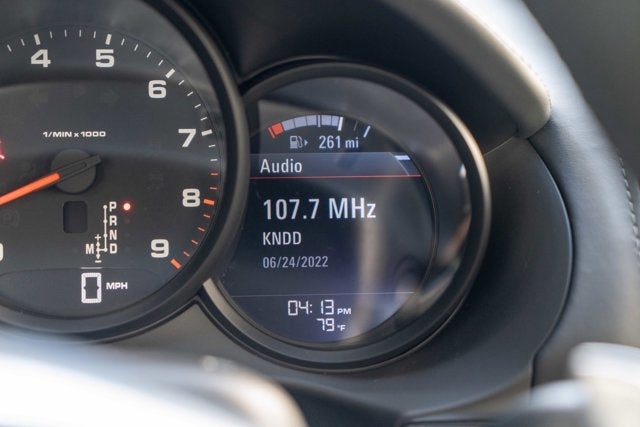 4
5
6
7
8
9
1/MIN x 1000
P
R
N
M D
+
-
0 MPH
261 mi
Audio
107.7 MHz
KNDD
06/24/2022
04:13 PM
79 °F